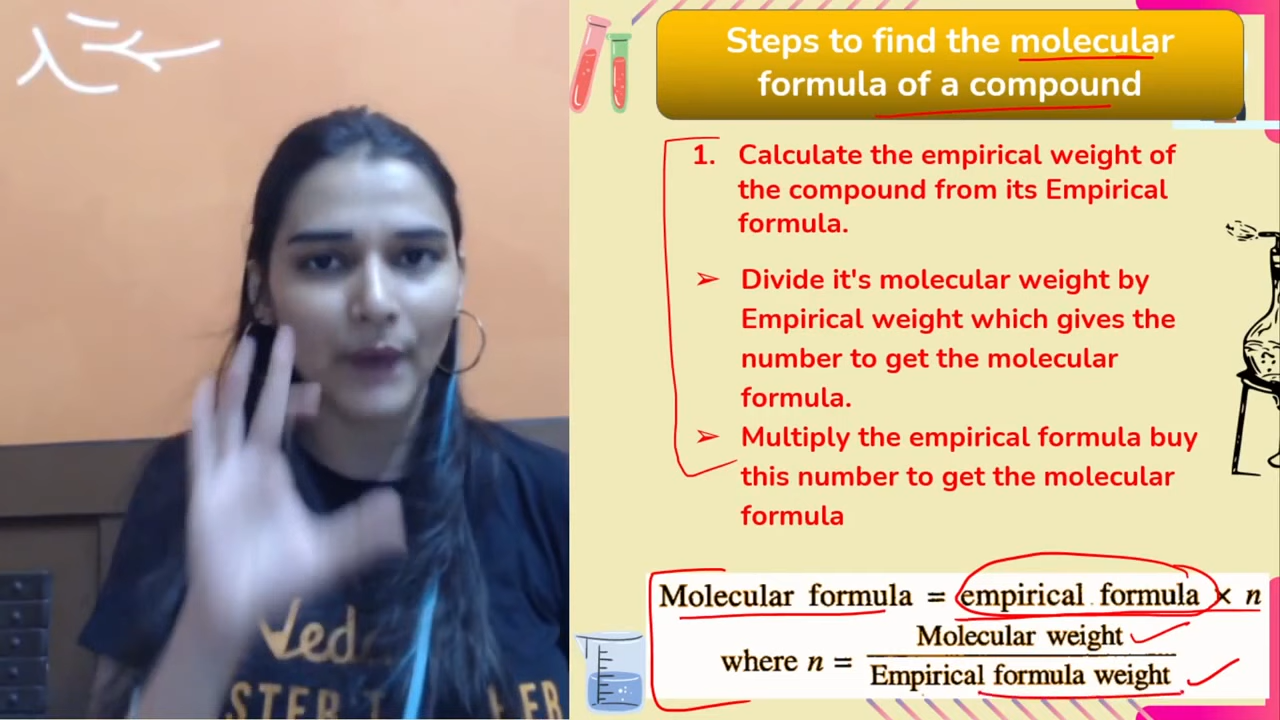 Steps to find the molecular
formula of a compound
1. Calculate the empirical weight of
the compound from its Empirical
formula.
➢ Divide it's molecular weight by
Empirical weight which gives the
number to get the molecular
formula.
➢ Multiply the empirical formula buy
this number to get the molecular
formula
Molecular formula = empirical formula × n
where n = Molecular weight
Empirical formula weight